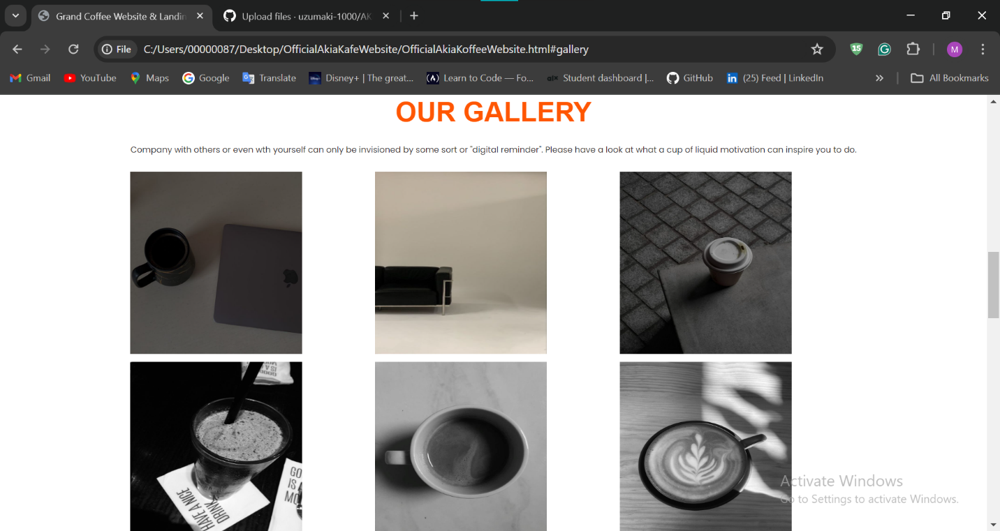 Grand Coffee Website & Landin
Upload files · uzumaki-1000/AK
File C:/Users/00000087/Desktop/OfficialAkiaKafeWebsite/OfficialAkiaKoffeeWebsite.html#gallery
15
M
Gmail YouTube Maps Google Translate Disney+ | The great... Learn to Code — Fo... alx Student dashboard |... GitHub in (25) Feed | LinkedIn » All Bookmarks
OUR GALLERY
Company with others or even wth yourself can only be invisioned by some sort or "digital reminder". Please have a look at what a cup of liquid motivation can inspire you to do.
HAVE A NICE
DRINK
GO
IS A
MO
Activate Windows
Go to Settings to activate Windows.